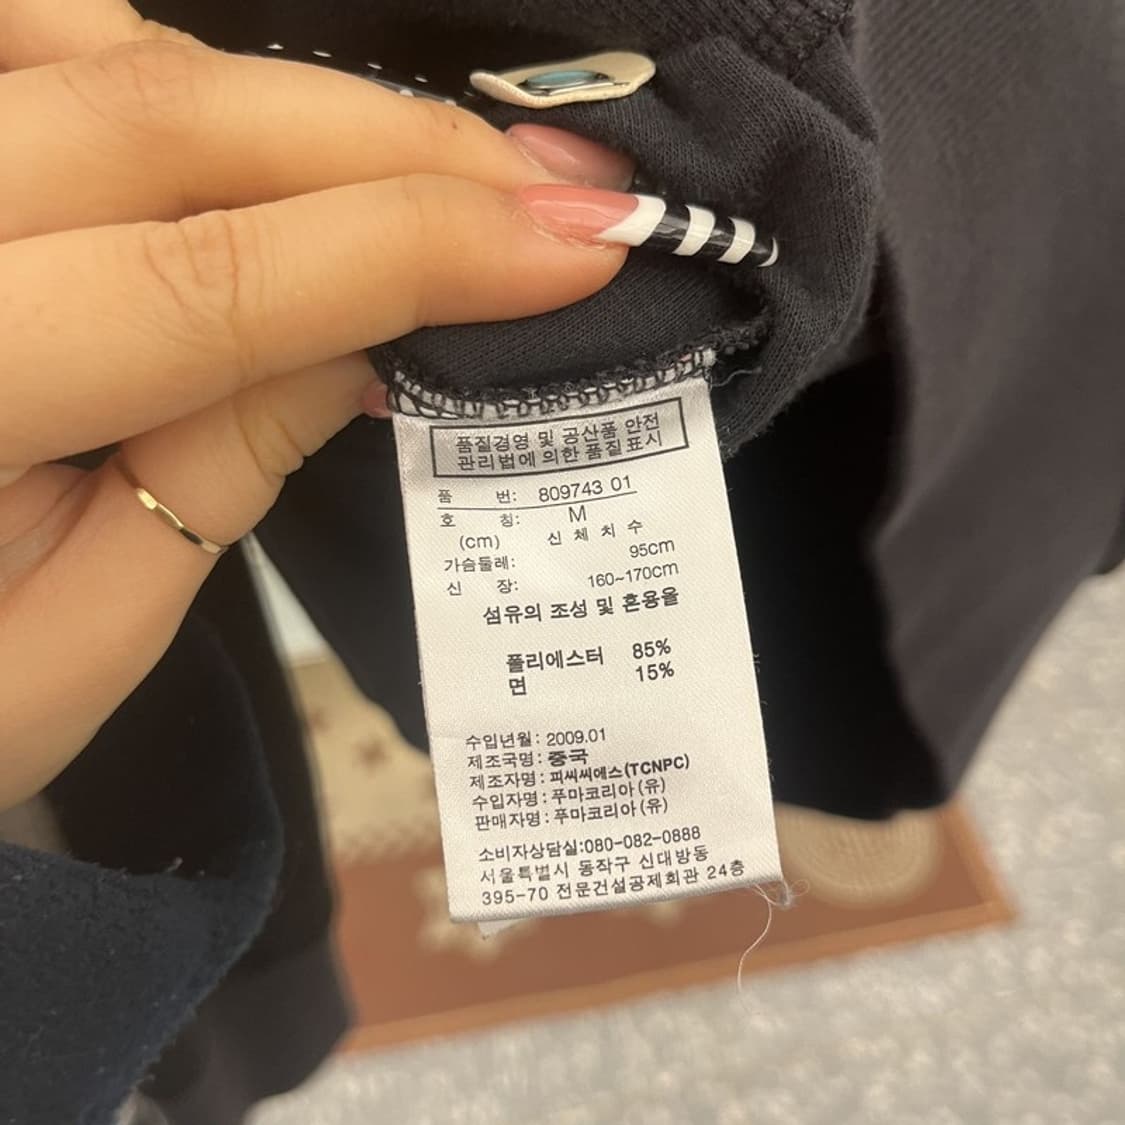 품질경영 및 공산품 안전
관리법에 의한 품질표시
품 번: 809743 01
호 칭: M
(cm) 신 체 치 수
가슴둘레: 95cm
신 장: 160~170cm
섬유의 조성 및 혼용율
폴리에스터 85%
면 15%
수입년월: 2009.01
제조국명: 중국
제조자명: 피씨씨에스(TCNPC)
수입자명: 푸마코리아(유)
판매자명: 푸마코리아(유)
소비자상담실:080-082-0888
서울특별시 동작구 신대방동
395-70 전문건설공제회관 24층